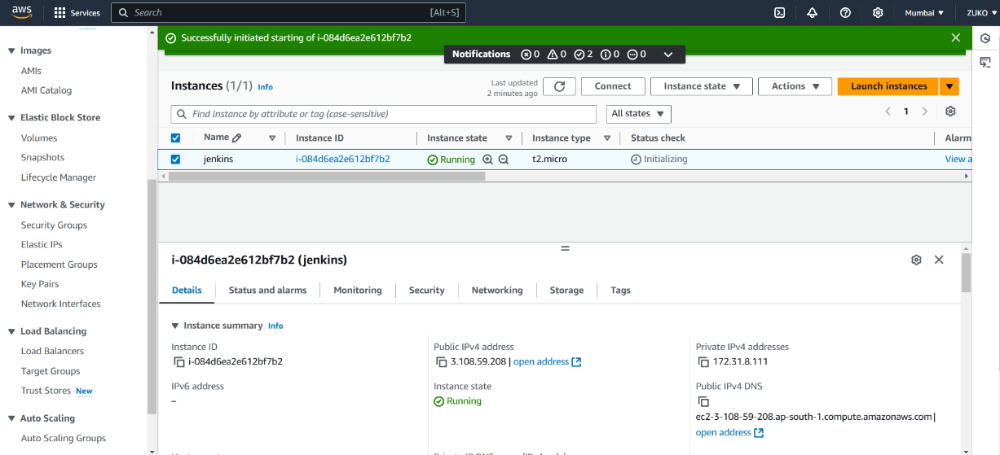 aws Services Search [Alt+S] Mumbai ▼ ZUKO ▼
Images
AMIs
AMI Catalog
Elastic Block Store
Volumes
Snapshots
Lifecycle Manager
Network & Security
Security Groups
Elastic IPs
Placement Groups
Key Pairs
Network Interfaces
Load Balancing
Load Balancers
Target Groups
Trust Stores New
Auto Scaling
Auto Scaling Groups
Successfully initiated starting of i-084d6ea2e612bf7b2
Notifications 0 0 2 0 0
Instances (1/1) Info
Last updated
2 minutes ago
Connect
Instance state ▼
Actions ▼
Launch instances ▼
Find Instance by attribute or tag (case-sensitive)
All states ▼
1
Name Instance ID Instance state Instance type Status check Alarm
jenkins i-084d6ea2e612bf7b2 Running t2.micro Initializing View a
i-084d6ea2e612bf7b2 (jenkins)
Details Status and alarms Monitoring Security Networking Storage Tags
Instance summary Info
Instance ID
i-084d6ea2e612bf7b2
Public IPv4 address
3.108.59.208 | open address
Private IPv4 addresses
172.31.8.111
IPv6 address
–
Instance state
Running
Public IPv4 DNS
ec2-3-108-59-208.ap-south-1.compute.amazonaws.com |
open address